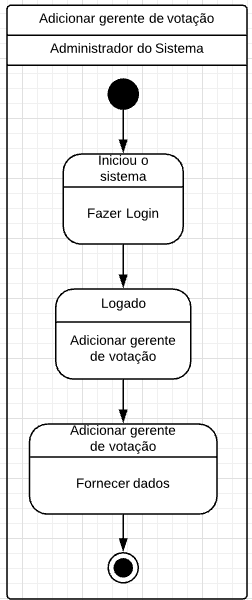 Adicionar gerente de votação
Administrador do Sistema
Iniciou o
sistema
Fazer Login
Logado
Adicionar gerente
de votação
Adicionar gerente
de votação
Fornecer dados